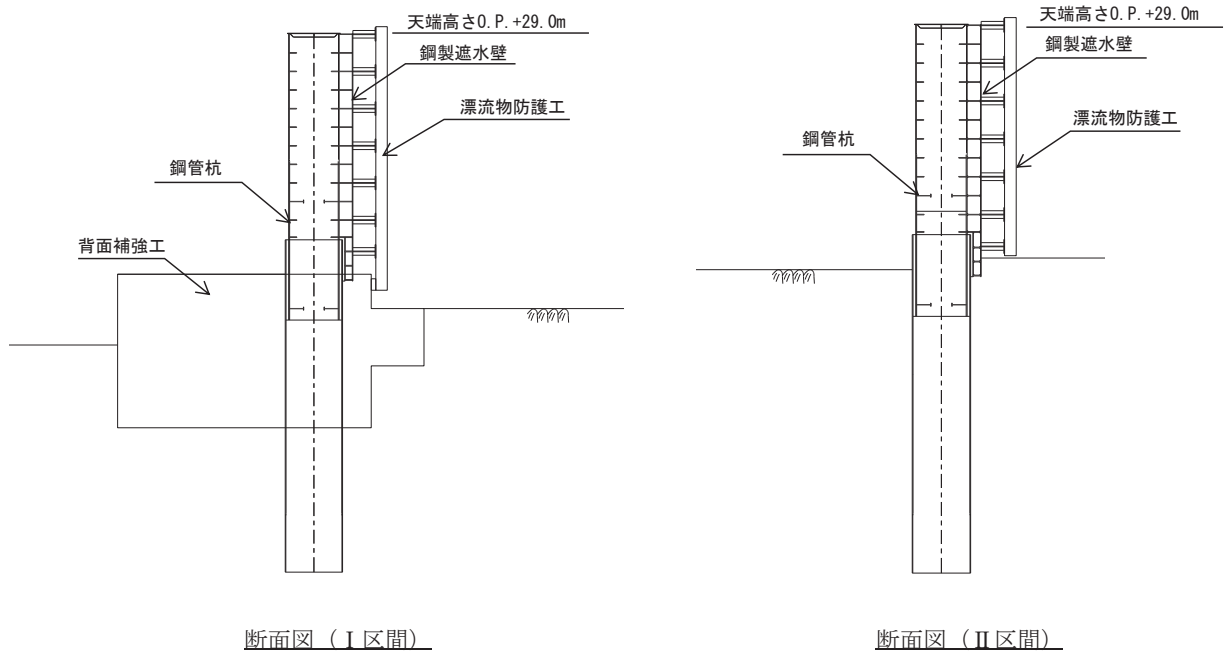 天端高さO.P.+29.0m
鋼製遮水壁
漂流物防護工
鋼管杭
背面補強工
断面図（Ⅰ区間）
天端高さO.P.+29.0m
鋼製遮水壁
漂流物防護工
鋼管杭
断面図（Ⅱ区間）